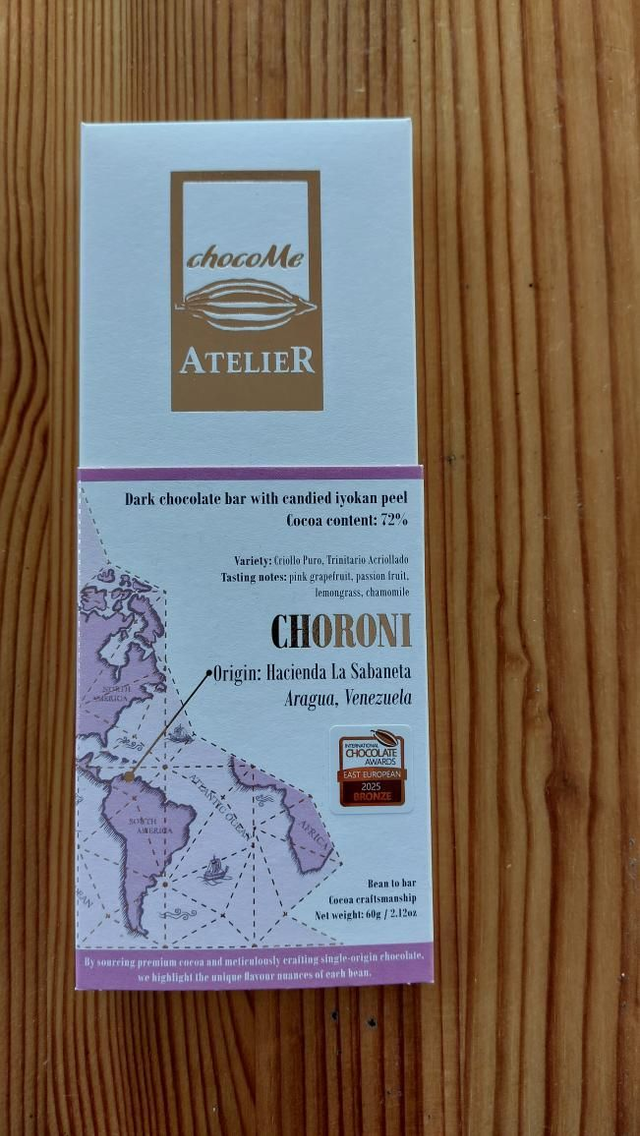 chocoMe
ATELIER
Dark chocolate bar with candied iyokan peel
Cocoa content: 72%
Variety: Criollo Puro, Trinitario Acriollado
Tasting notes: pink grapefruit, passion fruit,
lemongrass, chamomile
CHORONI
Origin: Hacienda La Sabaneta
Aragua, Venezuela
NORTH
AMERICA
INTERNATIONAL
CHOCOLATE
AWARDS
EAST EUROPEAN
2025
BRONZE
ATLANTIC OCEAN
SOUTH
AMERICA
AFRICA
Bean to bar
Cocoa craftsmanship
Net weight: 60g / 2.12oz
By sourcing premium cocoa and meticulously crafting single-origin chocolate,
we highlight the unique flavour nuances of each bean.